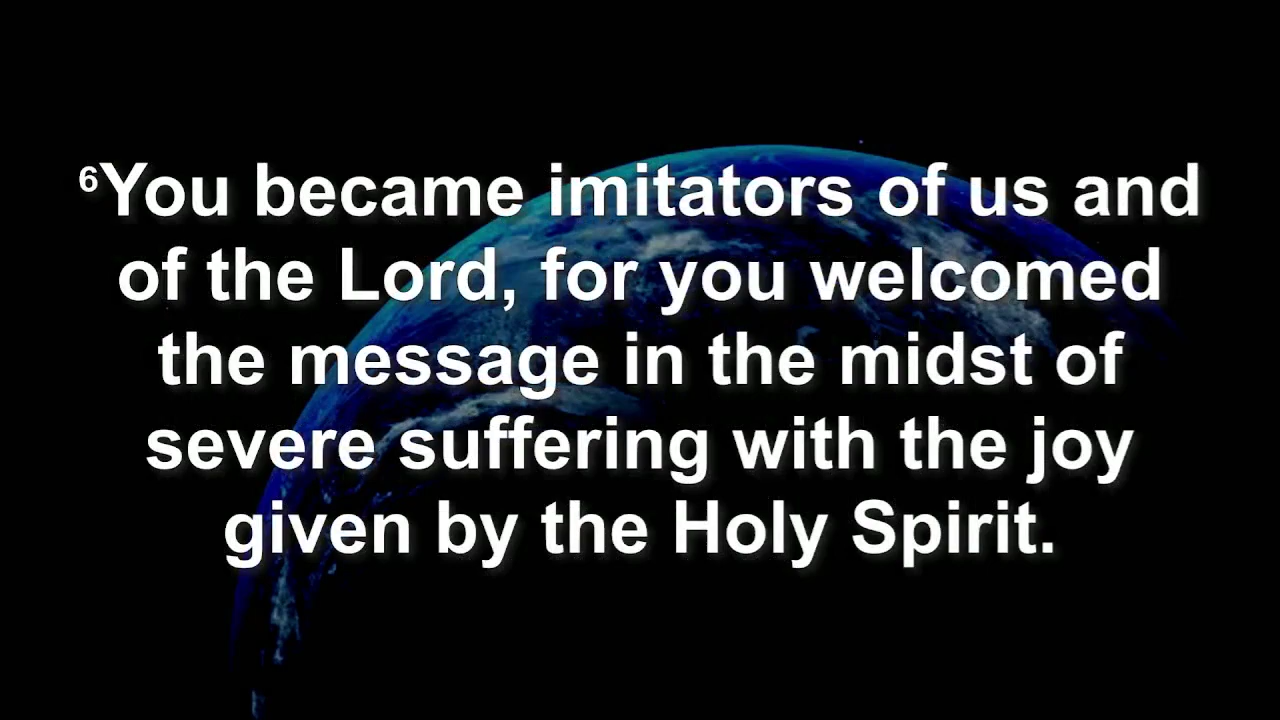 ⁶You became imitators of us and
of the Lord, for you welcomed
the message in the midst of
severe suffering with the joy
given by the Holy Spirit.